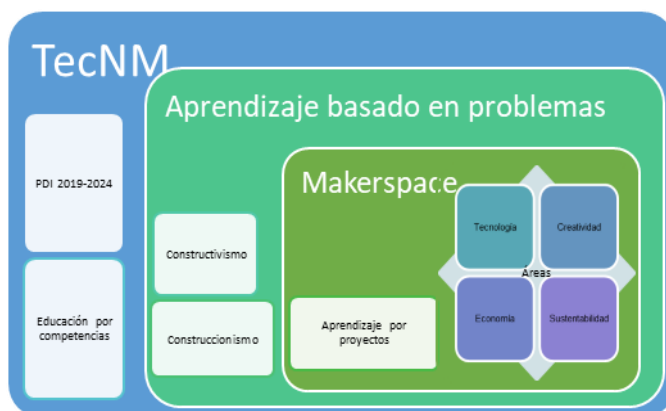 TecNM
Aprendizaje basado en problemas
Makerspace
PDI 2019-2024
Tecnología
Creatividad
Constructivismo
Áreas
Educación por
competencias
Construccionismo
Aprendizaje por
proyectos
Economía
Sustentabilidad